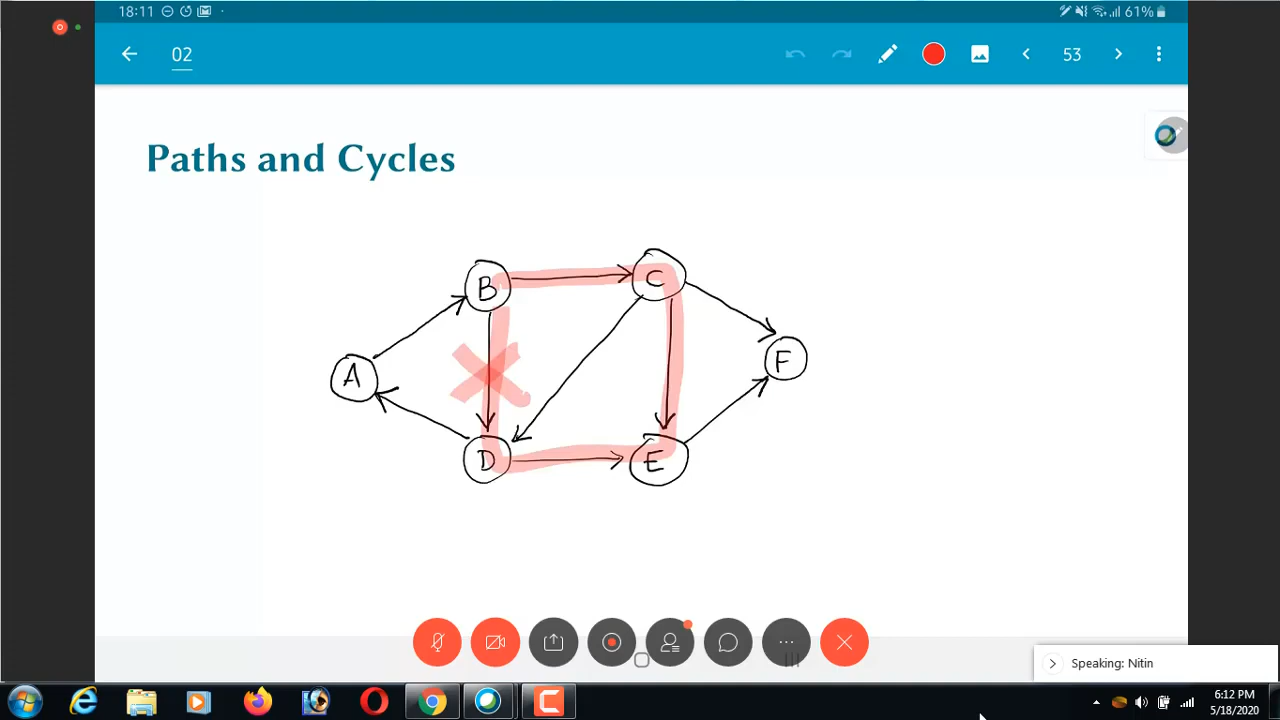 18:11
61%
02
53
Paths and Cycles
B
C
A
F
D
E
Speaking: Nitin
6:12 PM
5/18/2020